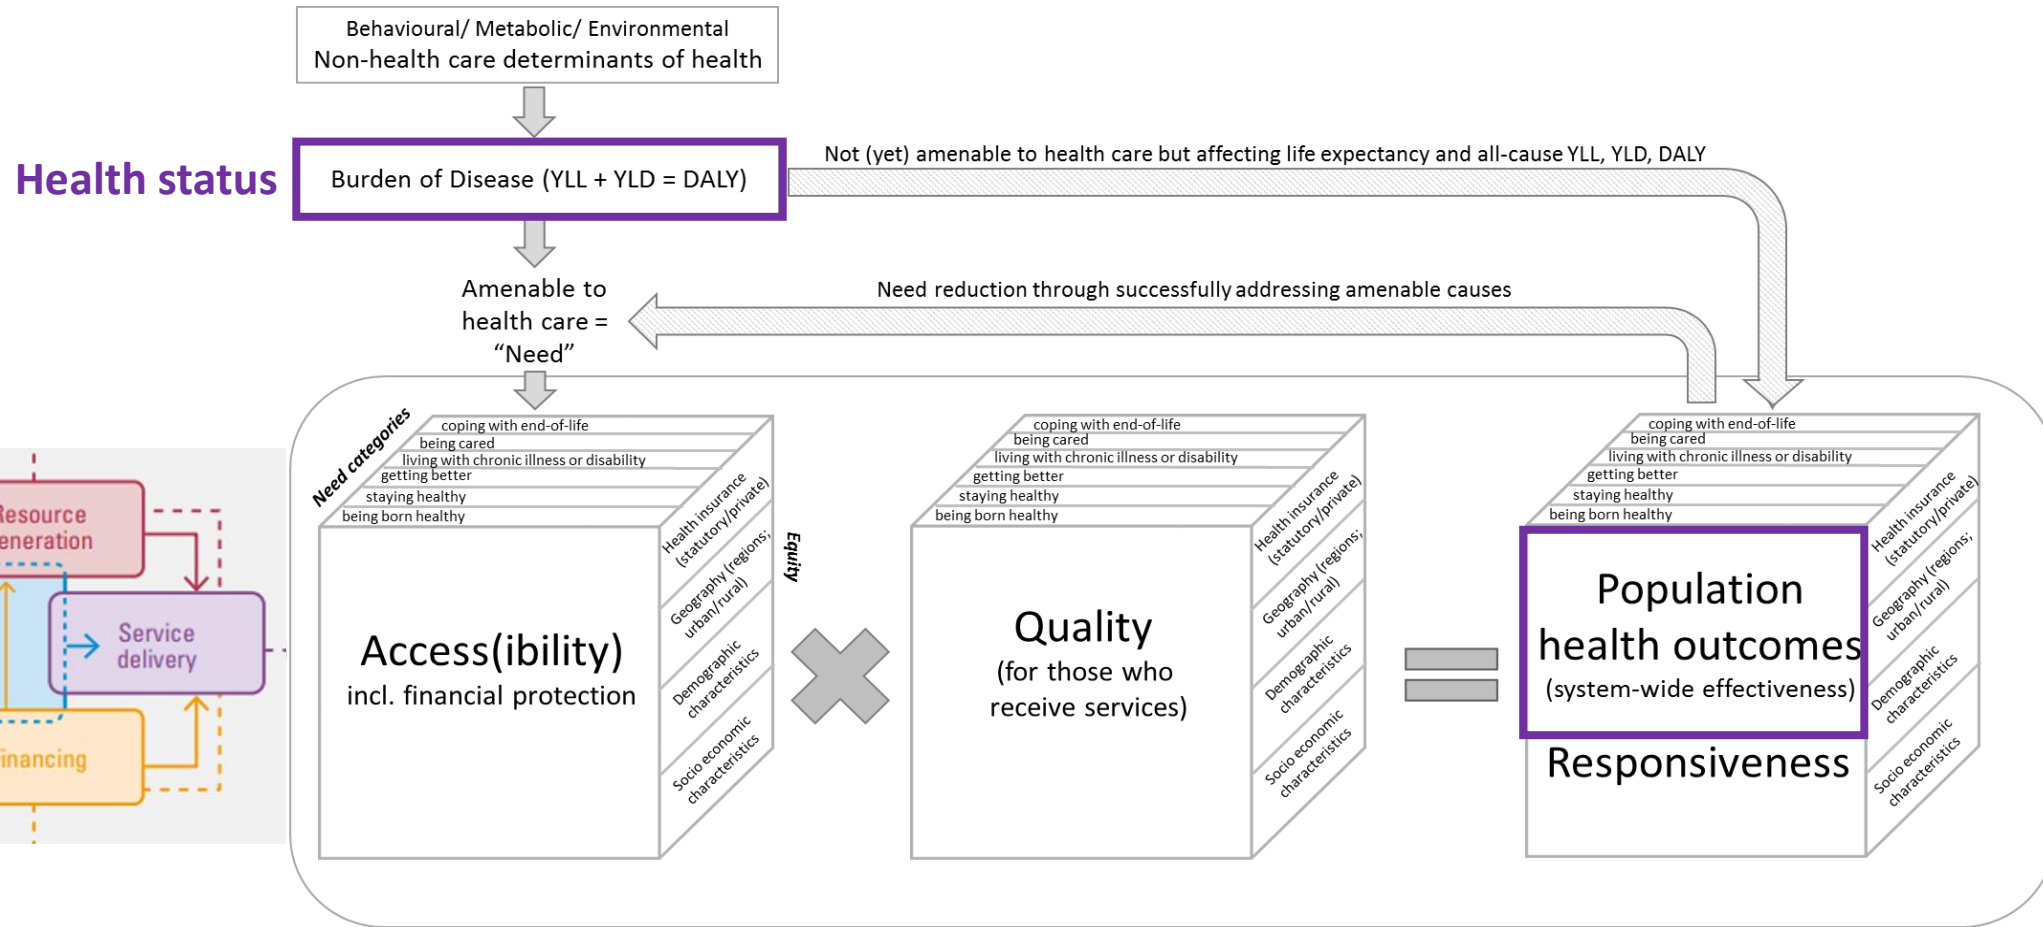 Behavioural/ Metabolic/ Environmental
Non-health care determinants of health
Health status
Burden of Disease (YLL + YLD = DALY)
Not (yet) amenable to health care but affecting life expectancy and all-cause YLL, YLD, DALY
Amenable to
health care =
“Need”
Need reduction through successfully addressing amenable causes
Resource
eneration
Service
delivery
inancing
Need categories
coping with end-of-life
being cared
living with chronic illness or disability
getting better
staying healthy
being born healthy
Health insurance
(statutory/private)
Geography (regions;
urban/rural)
Demographic
characteristics
Socio economic
characteristics
Equity
Access(ibility)
incl. financial protection
coping with end-of-life
being cared
living with chronic illness or disability
getting better
staying healthy
being born healthy
Health insurance
(statutory/private)
Geography (regions;
urban/rural)
Demographic
characteristics
Socio economic
characteristics
Quality
(for those who
receive services)
coping with end-of-life
being cared
living with chronic illness or disability
getting better
staying healthy
being born healthy
Health insurance
(statutory/private)
Geography (regions;
urban/rural)
Demographic
characteristics
Socio economic
characteristics
Population
health outcomes
(system-wide effectiveness)
Responsiveness